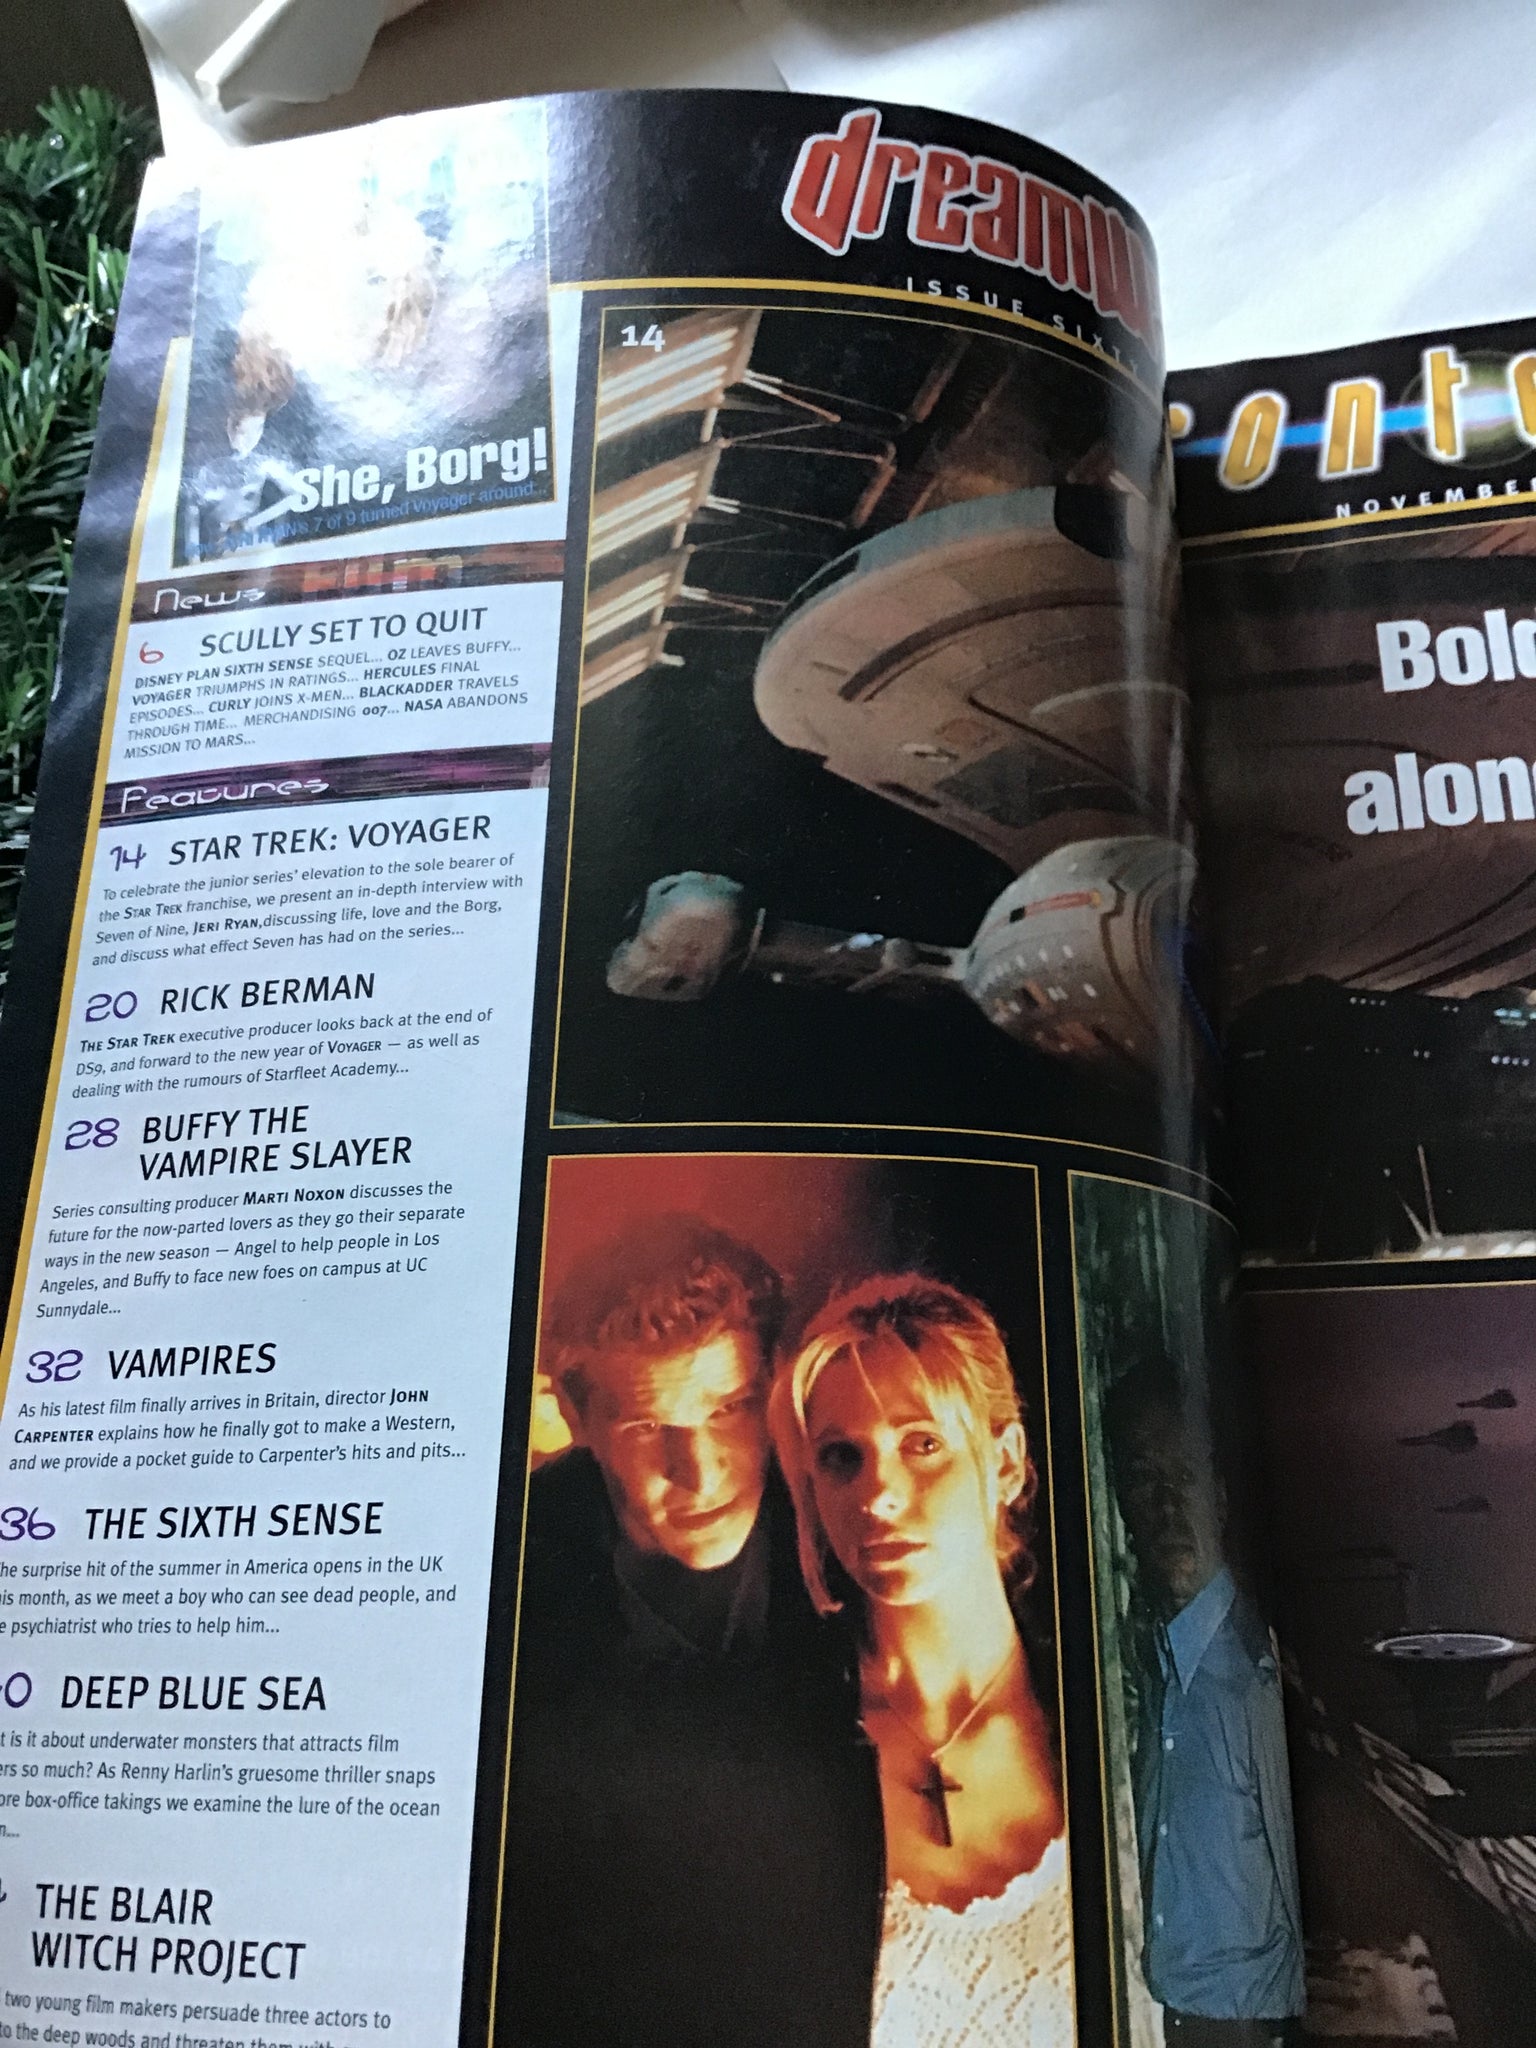 dreamw
ISSUE SIXTY
She, Borg!
7 of 9 turned Voyager around...
News
Film
6 SCULLY SET TO QUIT
DISNEY PLAN SIXTH SENSE SEQUEL... OZ LEAVES BUFFY...
VOYAGER TRIUMPHS IN RATINGS... HERCULES FINAL
EPISODES... CURLY JOINS X-MEN... BLACKADDER TRAVELS
THROUGH TIME... MERCHANDISING 007... NASA ABANDONS
MISSION TO MARS...
Features
14 STAR TREK: VOYAGER
To celebrate the junior series' elevation to the sole bearer of
the STAR TREK franchise, we present an in-depth interview with
Seven of Nine, JERI RYAN,discussing life, love and the Borg,
and discuss what effect Seven has had on the series...
20 RICK BERMAN
THE STAR TREK executive producer looks back at the end of
DS9, and forward to the new year of VOYAGER — as well as
dealing with the rumours of Starfleet Academy...
28 BUFFY THE
VAMPIRE SLAYER
Series consulting producer MARTI NOXON discusses the
future for the now-parted lovers as they go their separate
ways in the new season — Angel to help people in Los
Angeles, and Buffy to face new foes on campus at UC
Sunnydale...
32 VAMPIRES
As his latest film finally arrives in Britain, director JOHN
CARPENTER explains how he finally got to make a Western,
and we provide a pocket guide to Carpenter's hits and pits...
36 THE SIXTH SENSE
he surprise hit of the summer in America opens in the UK
is month, as we meet a boy who can see dead people, and
e psychiatrist who tries to help him...
0 DEEP BLUE SEA
t is it about underwater monsters that attracts film
ers so much? As Renny Harlin's gruesome thriller snaps
ore box-office takings we examine the lure of the ocean
n...
THE BLAIR
WITCH PROJECT
two young film makers persuade three actors to
to the deep woods and threaten them with
14
onte
NOVEMBER
Bol
alon